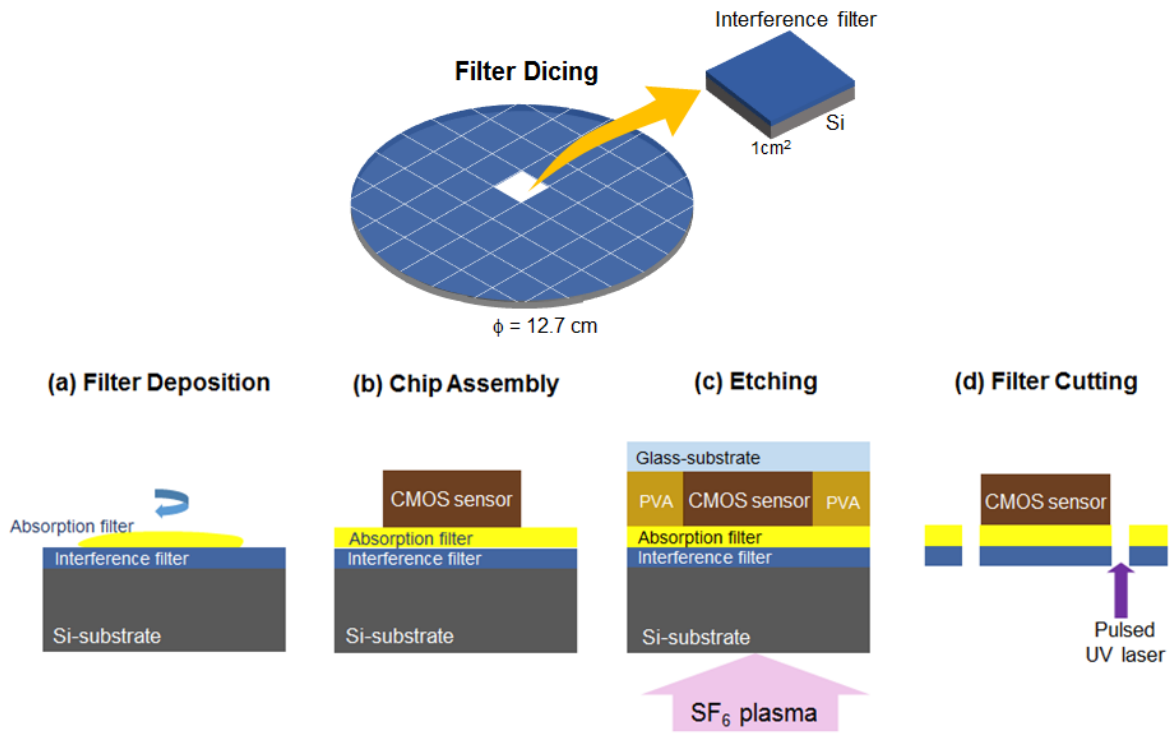 Interference filter
Filter Dicing
Si
1cm²
ϕ = 12.7 cm
(a) Filter Deposition
(b) Chip Assembly
(c) Etching
(d) Filter Cutting
Absorption filter
Interference filter
Si-substrate
CMOS sensor
Absorption filter
Interference filter
Si-substrate
Glass-substrate
PVA
CMOS sensor
PVA
Absorption filter
Interference filter
Si-substrate
SF₆ plasma
CMOS sensor
Pulsed
UV laser